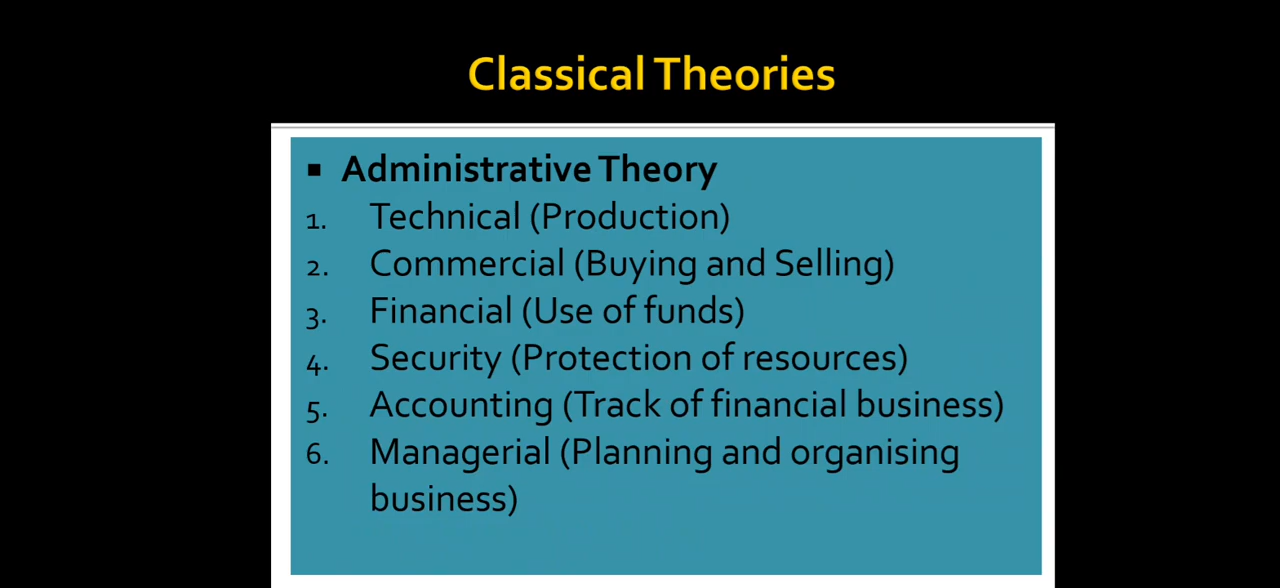 Classical Theories
▪ Administrative Theory
1. Technical (Production)
2. Commercial (Buying and Selling)
3. Financial (Use of funds)
4. Security (Protection of resources)
5. Accounting (Track of financial business)
6. Managerial (Planning and organising
business)